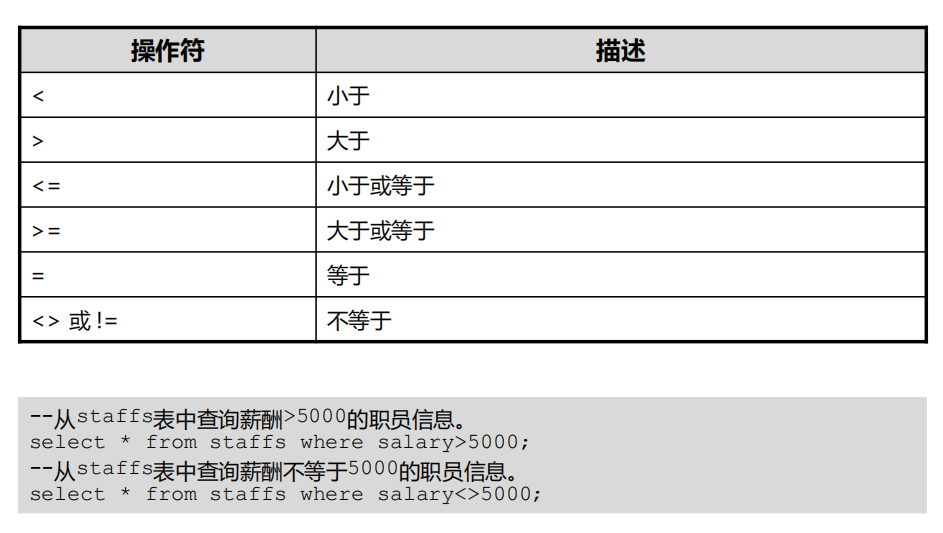 操作符 描述
< 小于
> 大于
<= 小于或等于
>= 大于或等于
= 等于
<> 或 != 不等于
--从staffs表中查询薪酬>5000的职员信息。
select * from staffs where salary>5000;
--从staffs表中查询薪酬不等于5000的职员信息。
select * from staffs where salary<>5000;